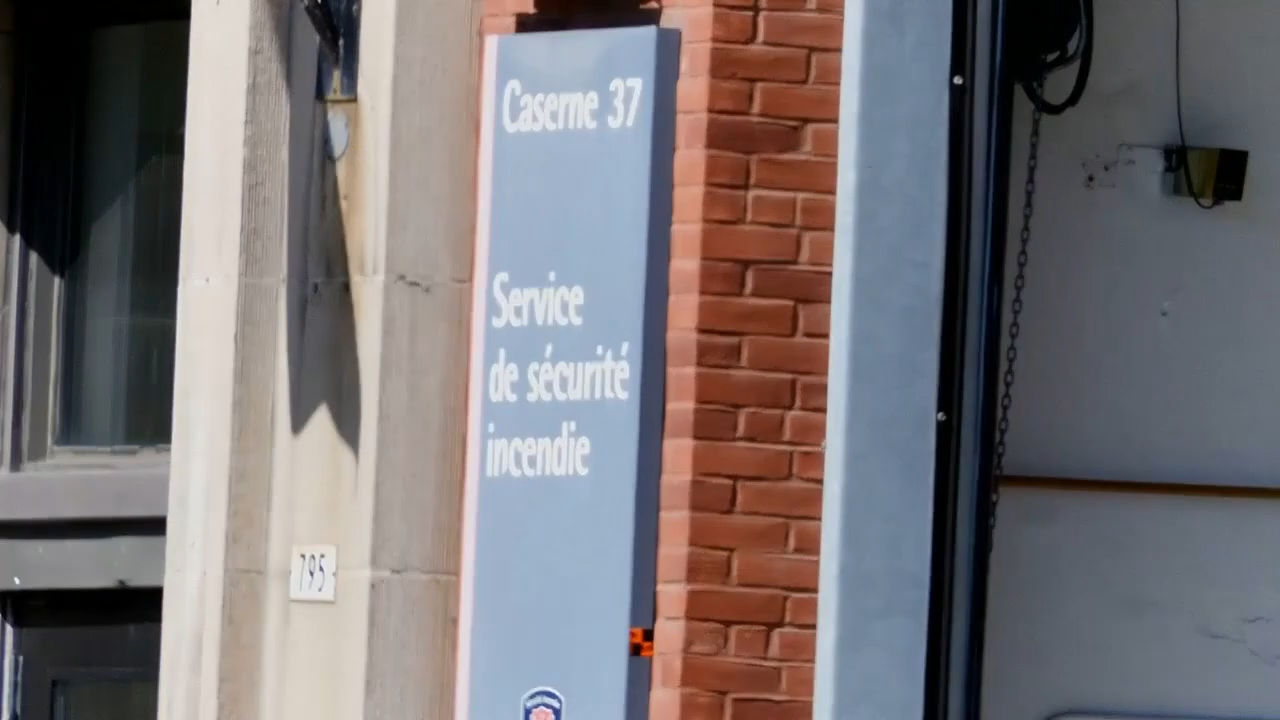 Caserne 37
Service
de sécurité
incendie
795